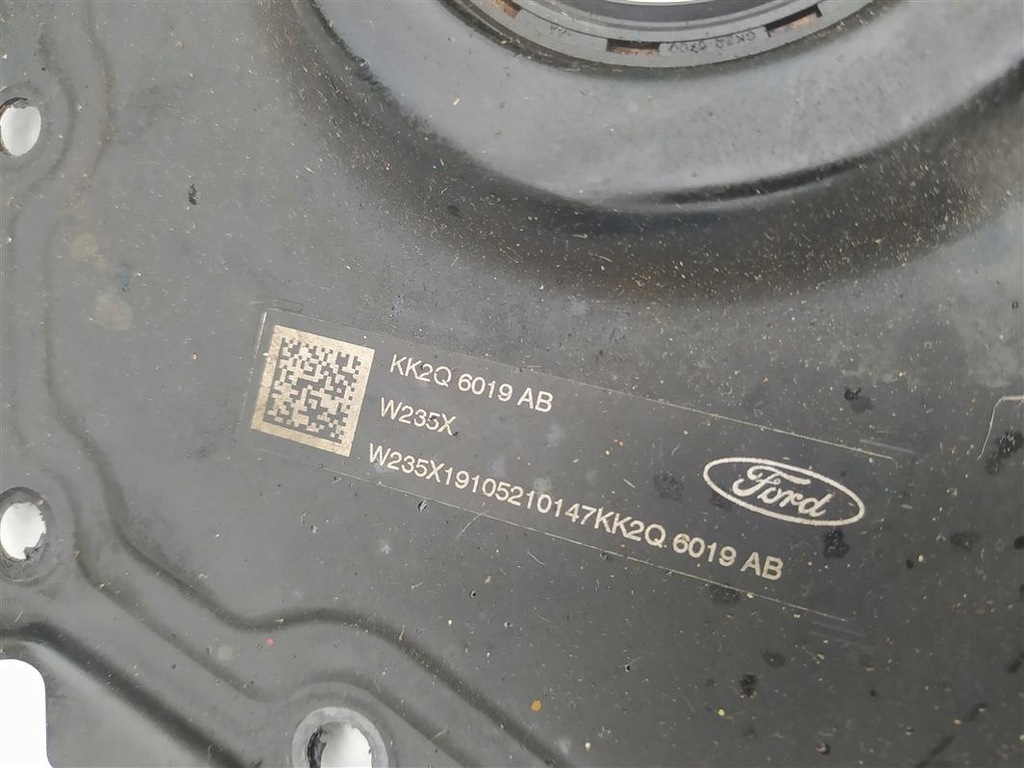 KK2Q 6019 AB
W235X
W235X19105210147KK2Q 6019 AB
Ford